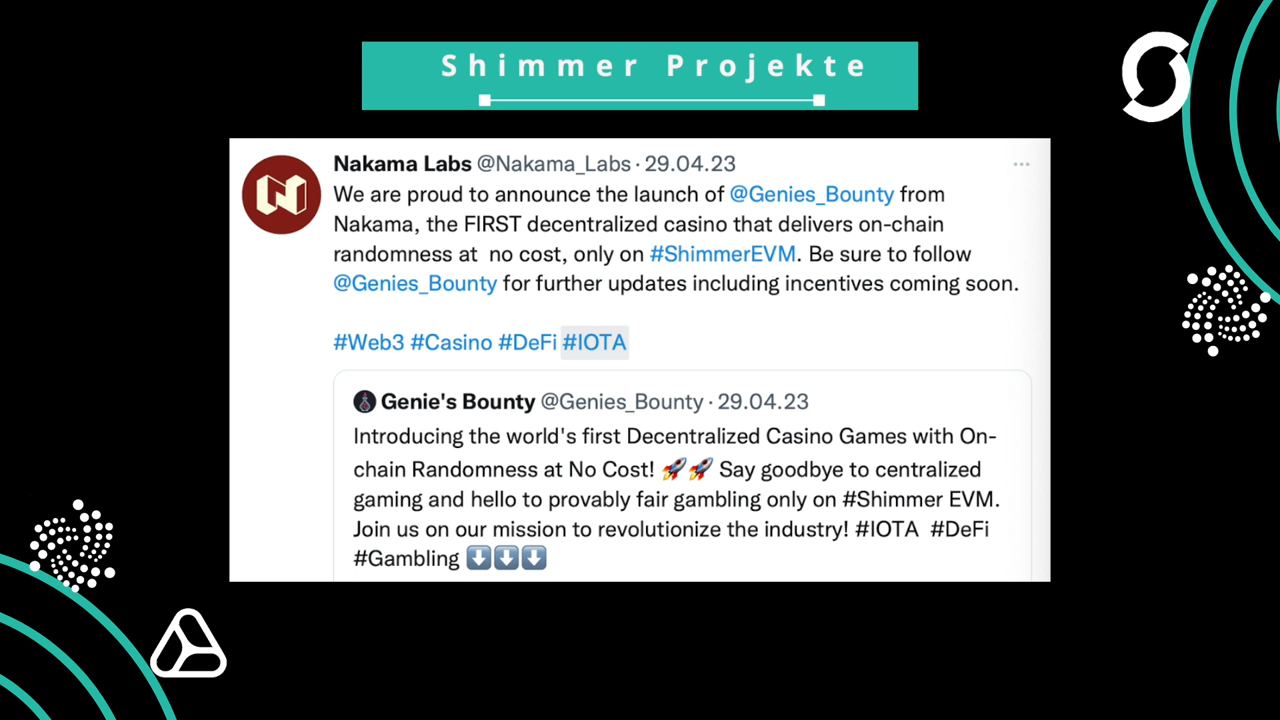 Shimmer Projekte
Nakama Labs @Nakama_Labs · 29.04.23
We are proud to announce the launch of @Genies_Bounty from
Nakama, the FIRST decentralized casino that delivers on-chain
randomness at  no cost, only on #ShimmerEVM. Be sure to follow
@Genies_Bounty for further updates including incentives coming soon.
#Web3 #Casino #DeFi #IOTA
Genie's Bounty @Genies_Bounty · 29.04.23
Introducing the world's first Decentralized Casino Games with On-
chain Randomness at No Cost! 🚀🚀 Say goodbye to centralized
gaming and hello to provably fair gambling only on #Shimmer EVM.
Join us on our mission to revolutionize the industry! #IOTA  #DeFi
#Gambling ⬇️⬇️⬇️